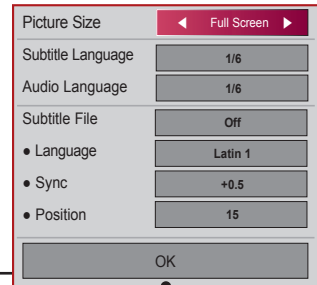 Picture Size ◀ Full Screen ▶
Subtitle Language 1/6
Audio Language 1/6
Subtitle File Off
● Language Latin 1
● Sync +0.5
● Position 15
OK